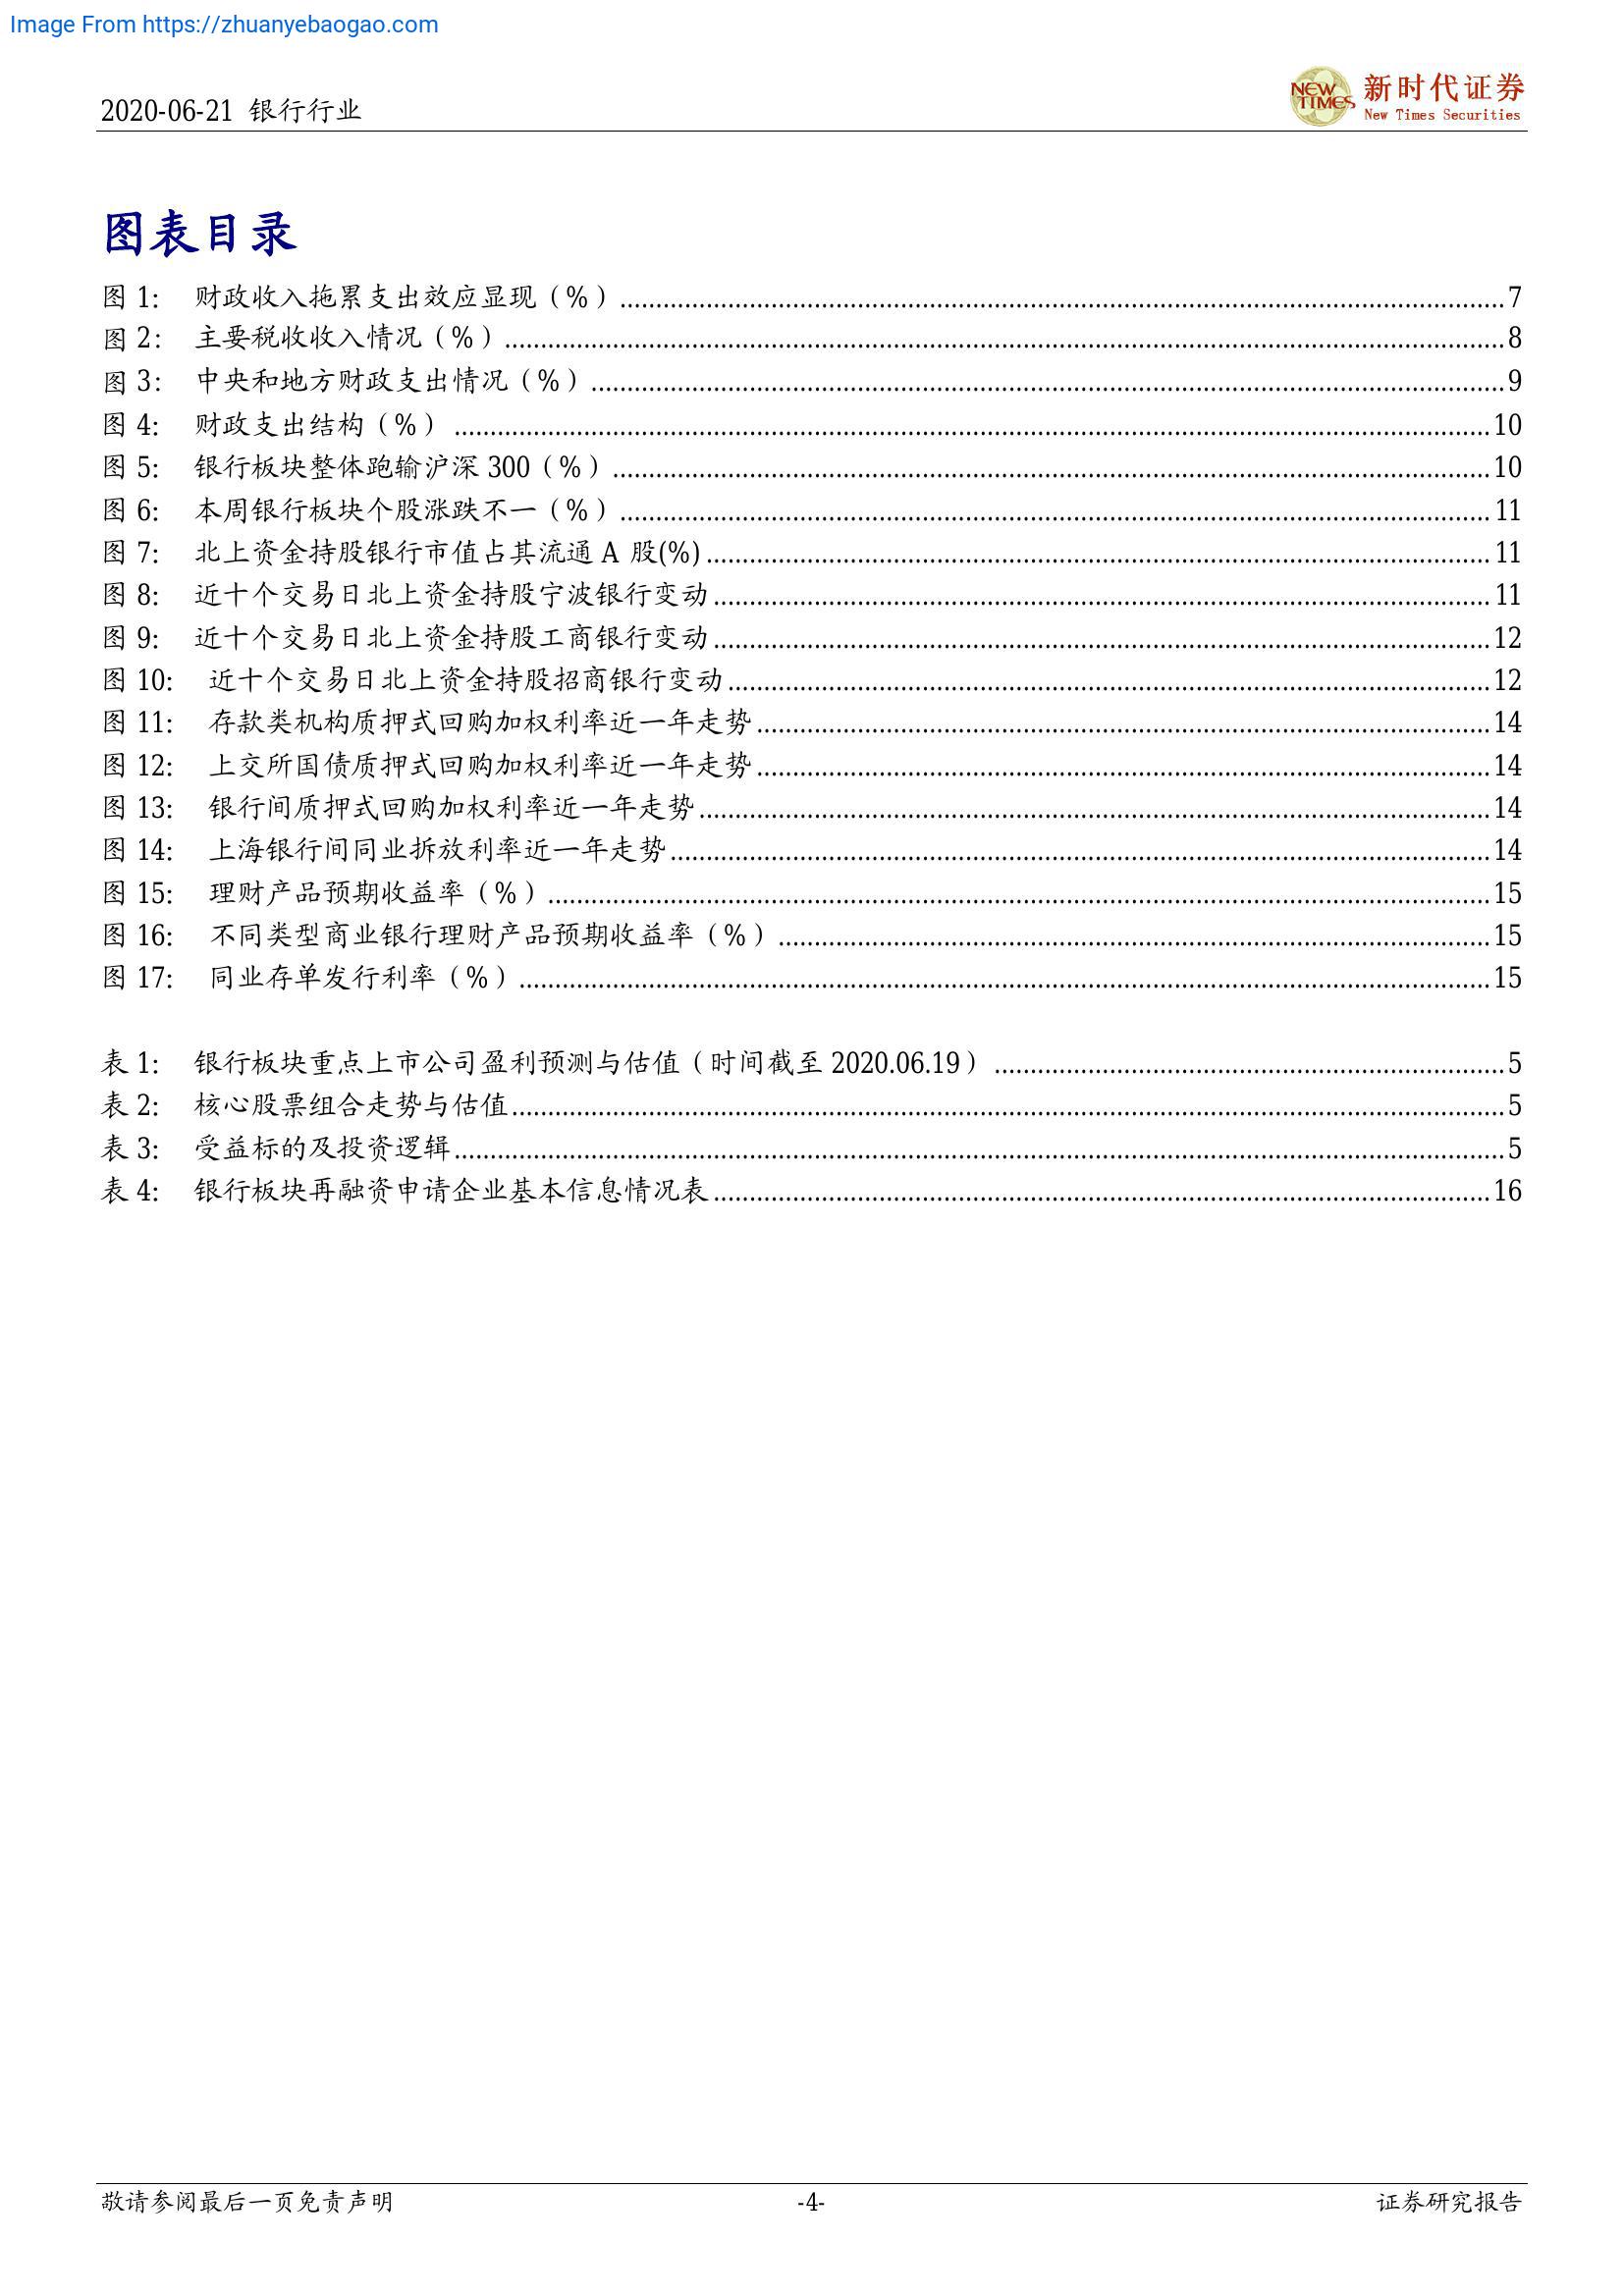 Image From https://zhuanyebaogao.com
2020-06-21 银行行业
NEW TIMES
新时代证券
New Times Securities
图表目录
图 1: 财政收入拖累支出效应显现（%）...............7
图 2: 主要税收收入情况（%）...............8
图 3: 中央和地方财政支出情况（%）...............9
图 4: 财政支出结构（%）...............10
图 5: 银行板块整体跑输沪深 300（%）...............10
图 6: 本周银行板块个股涨跌不一（%）...............11
图 7: 北上资金持股银行市值占其流通 A 股(%)...............11
图 8: 近十个交易日北上资金持股宁波银行变动...............11
图 9: 近十个交易日北上资金持股工商银行变动...............12
图 10: 近十个交易日北上资金持股招商银行变动...............12
图 11: 存款类机构质押式回购加权利率近一年走势...............14
图 12: 上交所国债质押式回购加权利率近一年走势...............14
图 13: 银行间质押式回购加权利率近一年走势...............14
图 14: 上海银行间同业拆放利率近一年走势...............14
图 15: 理财产品预期收益率（%）...............15
图 16: 不同类型商业银行理财产品预期收益率（%）...............15
图 17: 同业存单发行利率（%）...............15
表 1: 银行板块重点上市公司盈利预测与估值（时间截至 2020.06.19）...............5
表 2: 核心股票组合走势与估值...............5
表 3: 受益标的及投资逻辑...............5
表 4: 银行板块再融资申请企业基本信息情况表...............16
敬请参阅最后一页免责声明
-4-
证券研究报告